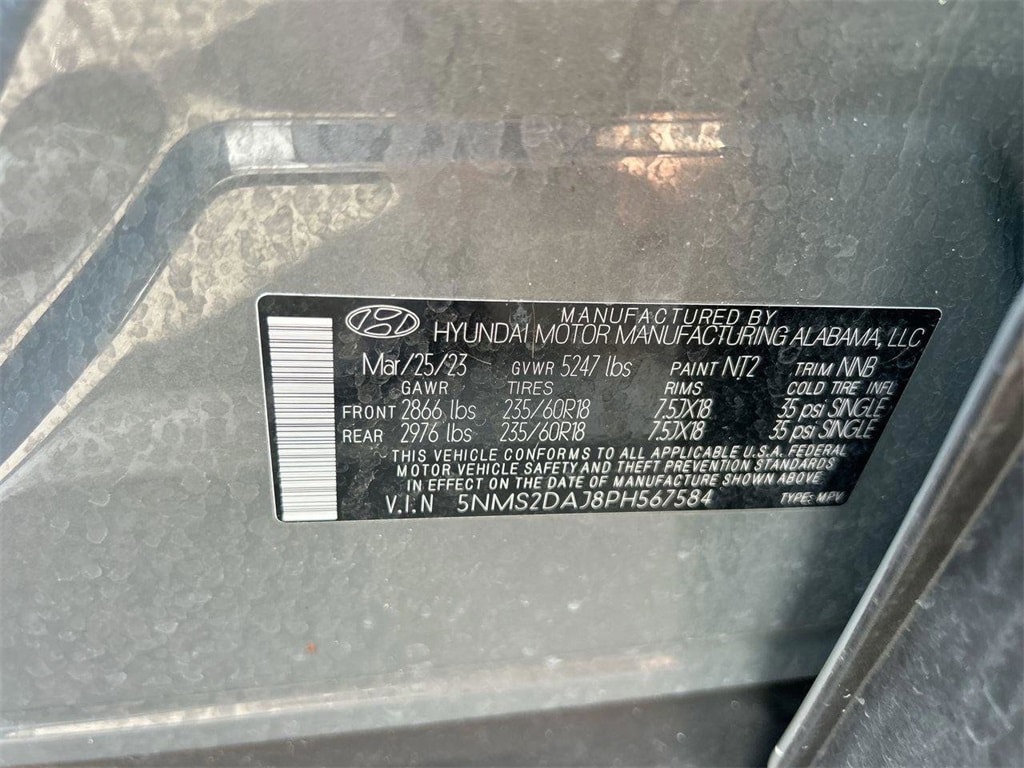 MANUFACTURED BY
HYUNDAI MOTOR MANUFACTURING ALABAMA, LLC
Mar/25/23 GVWR 5247 lbs PAINT NT2 TRIM NNB
GAWR TIRES RIMS COLD TIRE INFL
FRONT 2866 lbs 235/60R18 7.5JX18 35 psi SINGLE
REAR 2976 lbs 235/60R18 7.5JX18 35 psi SINGLE
THIS VEHICLE CONFORMS TO ALL APPLICABLE U.S.A. FEDERAL
MOTOR VEHICLE SAFETY AND THEFT PREVENTION STANDARDS
IN EFFECT ON THE DATE OF MANUFACTURE SHOWN ABOVE
V.I.N 5NMS2DAJ8PH567584 TYPE: MPV